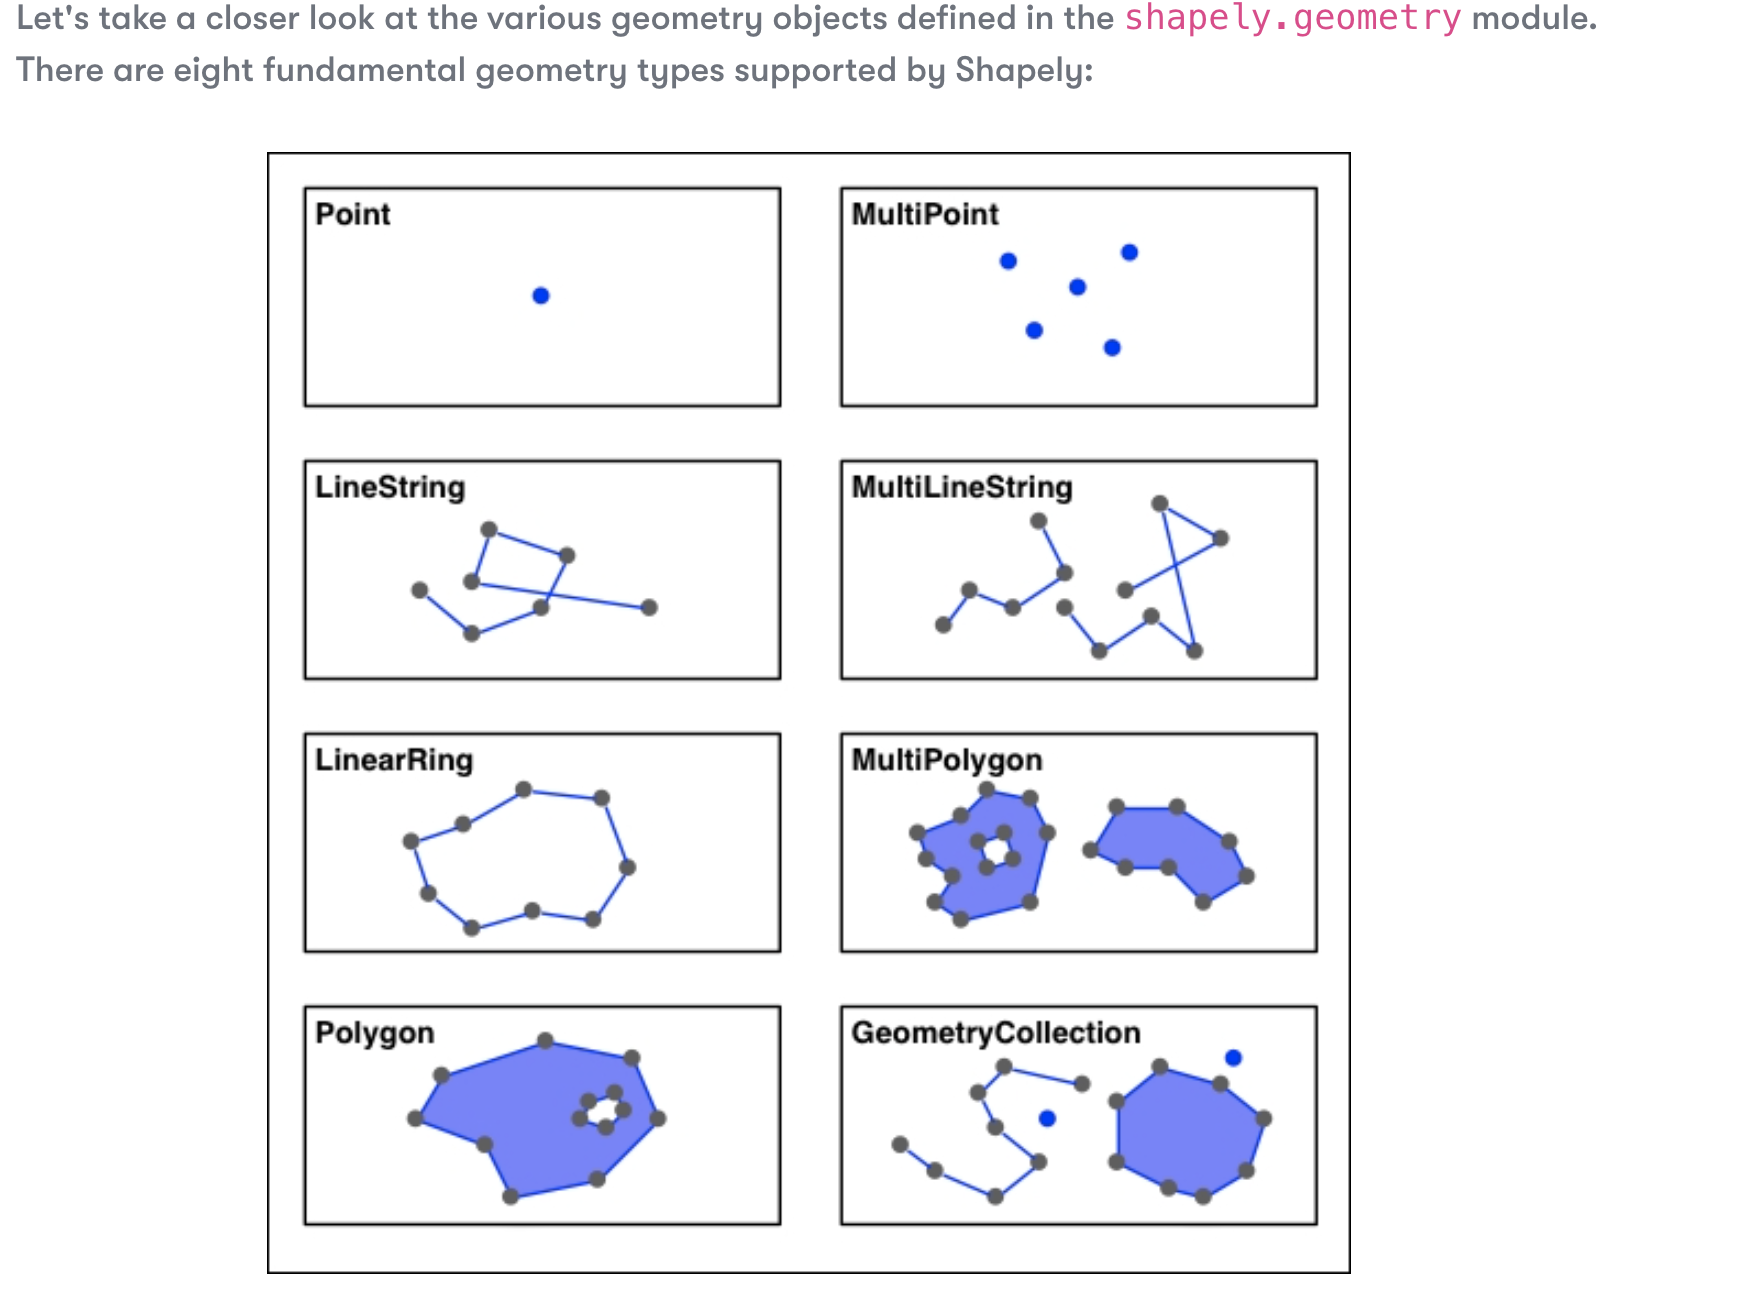 Let's take a closer look at the various geometry objects defined in the shapely.geometry module.
There are eight fundamental geometry types supported by Shapely:
Point
MultiPoint
LineString
MultiLineString
LinearRing
MultiPolygon
Polygon
GeometryCollection